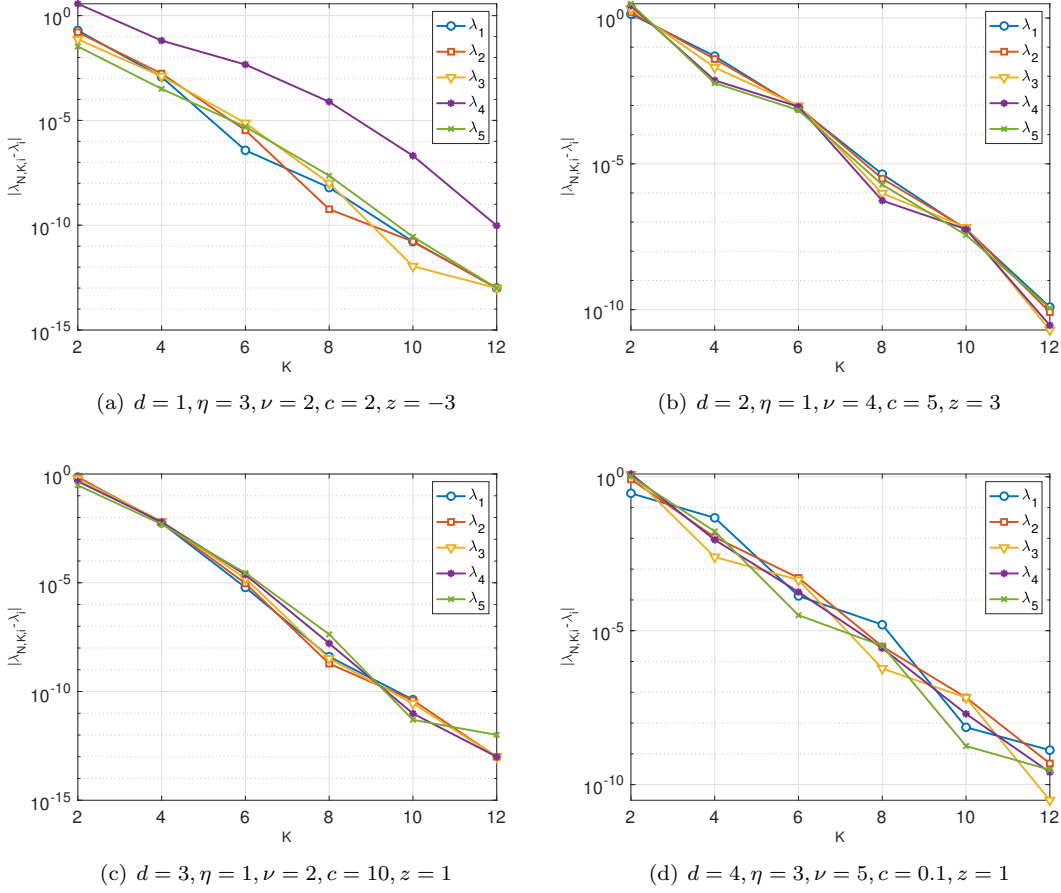 10^0
10^-5
10^-10
10^-15
|λ_N,K,i-λ_i|
2 4 6 8 10 12
K
λ_1
λ_2
λ_3
λ_4
λ_5
(a) d = 1, η = 3, ν = 2, c = 2, z = −3
10^0
10^-5
10^-10
|λ_N,K,i-λ_i|
2 4 6 8 10 12
K
λ_1
λ_2
λ_3
λ_4
λ_5
(b) d = 2, η = 1, ν = 4, c = 5, z = 3
10^0
10^-5
10^-10
10^-15
|λ_N,K,i-λ_i|
2 4 6 8 10 12
K
λ_1
λ_2
λ_3
λ_4
λ_5
(c) d = 3, η = 1, ν = 2, c = 10, z = 1
10^0
10^-5
10^-10
|λ_N,K,i-λ_i|
2 4 6 8 10 12
K
λ_1
λ_2
λ_3
λ_4
λ_5
(d) d = 4, η = 3, ν = 5, c = 0.1, z = 1